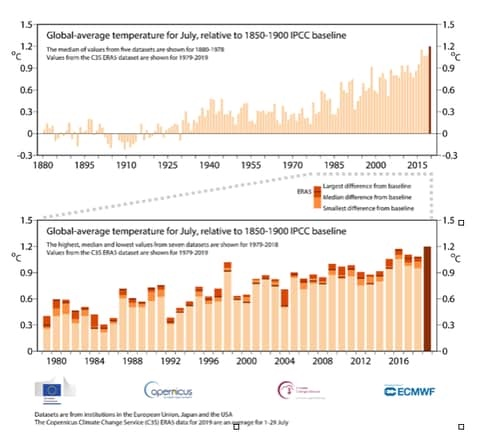 1.5 1.5
Global-average temperature for July, relative to 1850-1900 IPCC baseline
1.2 1.2
The median of values from five datasets are shown for 1880-1978
°C °C
Values from the C3S ERA5 dataset are shown for 1979-2019
0.9 0.9
0.6 0.6
0.3 0.3
0 0
-0.3 -0.3
1880 1895 1910 1925 1940 1955 1970 1985 2000 2015
Largest difference from baseline
ERA5 Median difference from baseline
Smallest difference from baseline
1.5 1.5
Global-average temperature for July, relative to 1850-1900 IPCC baseline
1.2 1.2
The highest, median and lowest values from seven datasets are shown for 1979-2018
°C °C
Values from the C3S ERA5 dataset are shown for 1979-2019
0.9 0.9
0.6 0.6
0.3 0.3
0 0
1980 1984 1988 1992 1996 2000 2004 2008 2012 2016
opernicus
ECMWF
Datasets are from institutions in the European Union, Japan and the USA
The Copernicus Climate Change Service (C3S) ERA5 data for 2019 are an average for 1-29 July